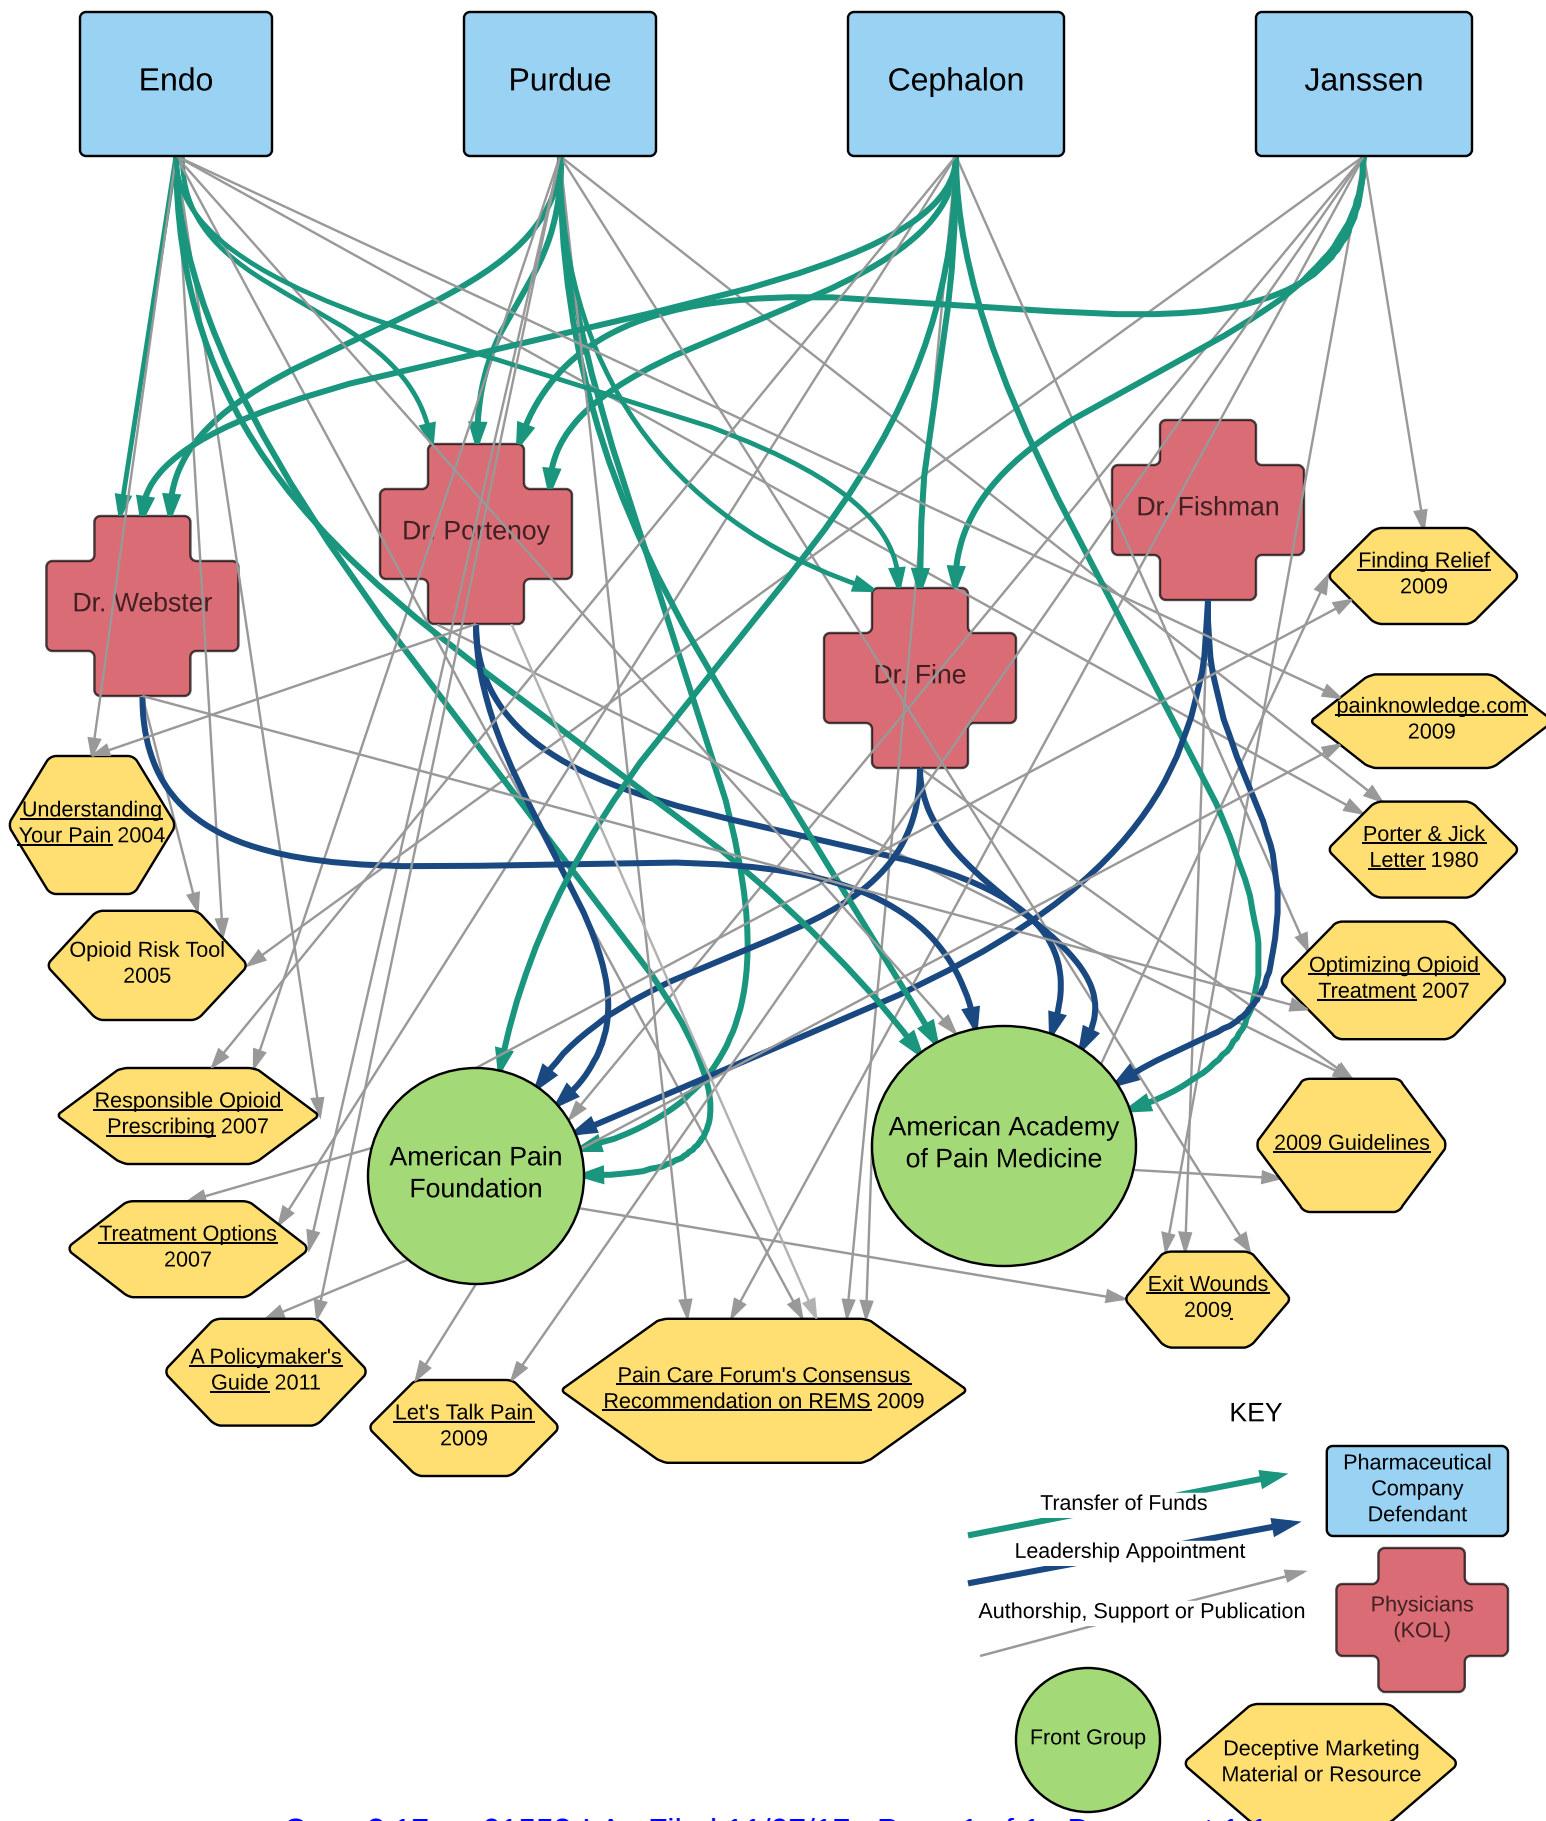 Endo
Purdue
Cephalon
Janssen
Dr. Fishman
Dr. Portenoy
Dr. Webster
Dr. Fine
Finding Relief
2009
painknowledge.com
2009
Understanding
Your Pain 2004
Porter & Jick
Letter 1980
Opioid Risk Tool
2005
Optimizing Opioid
Treatment 2007
Responsible Opioid
Prescribing 2007
American Pain
Foundation
American Academy
of Pain Medicine
2009 Guidelines
Treatment Options
2007
Exit Wounds
2009
A Policymaker's
Guide 2011
Let's Talk Pain
2009
Pain Care Forum's Consensus
Recommendation on REMS 2009
KEY
Transfer of Funds
Leadership Appointment
Authorship, Support or Publication
Pharmaceutical
Company
Defendant
Physicians
(KOL)
Front Group
Deceptive Marketing
Material or Resource